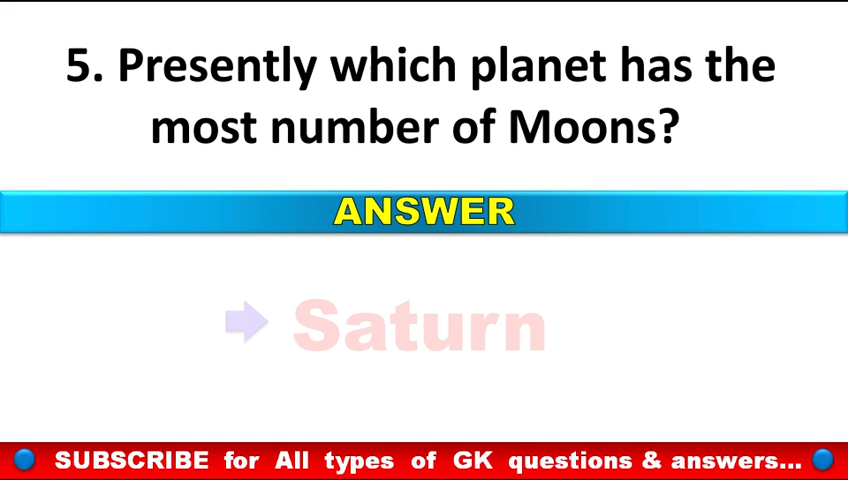 5. Presently which planet has the
most number of Moons?
ANSWER
Saturn
SUBSCRIBE for All types of GK questions & answers...